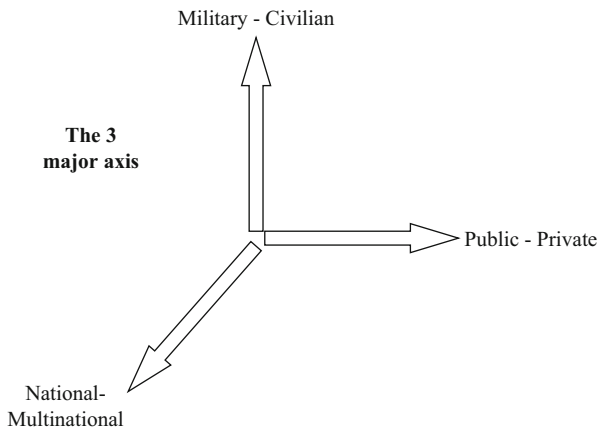 Military - Civilian
The 3
major axis
Public - Private
National-
Multinational